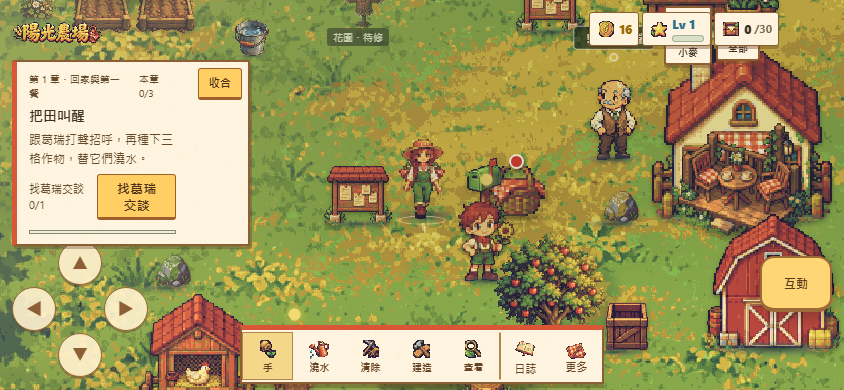 陽光農場
花圃・待修
16
Lv 1
0/30
小麥
全部
第 1 章・回家與第一餐
本章 0/3
收合
把田叫醒
跟葛瑞打聲招呼，再種下三
格作物，替它們澆水。
找葛瑞交談
0/1
找葛瑞
交談
互動
手
澆水
清除
建造
查看
日誌
更多